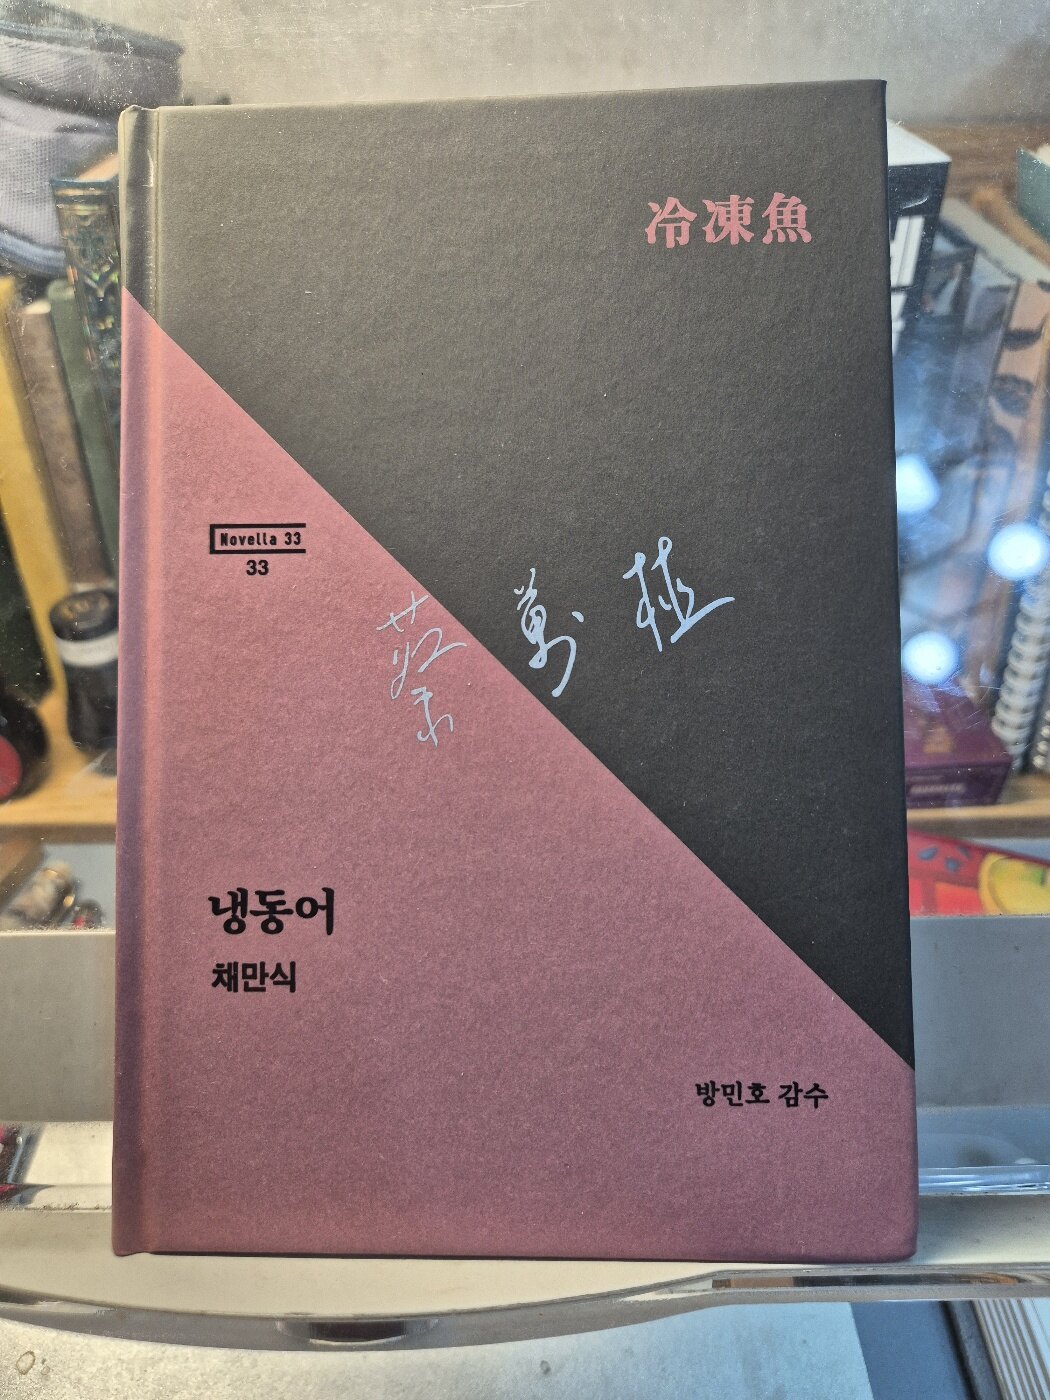 冷凍魚
Novella 33
33
蔡萬植
냉동어
채만식
방민호 감수